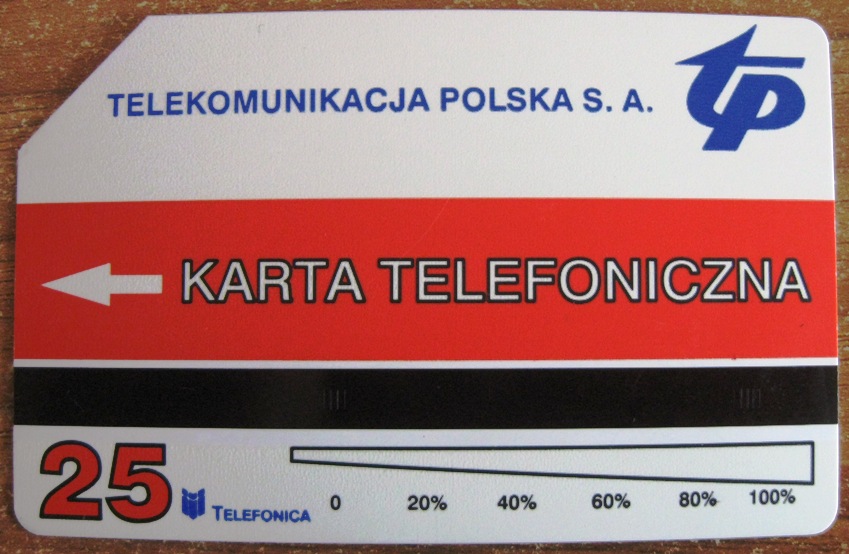 TELEKOMUNIKACJA POLSKA S. A.
tp
KARTA TELEFONICZNA
25
TELEFONICA
0 20% 40% 60% 80% 100%